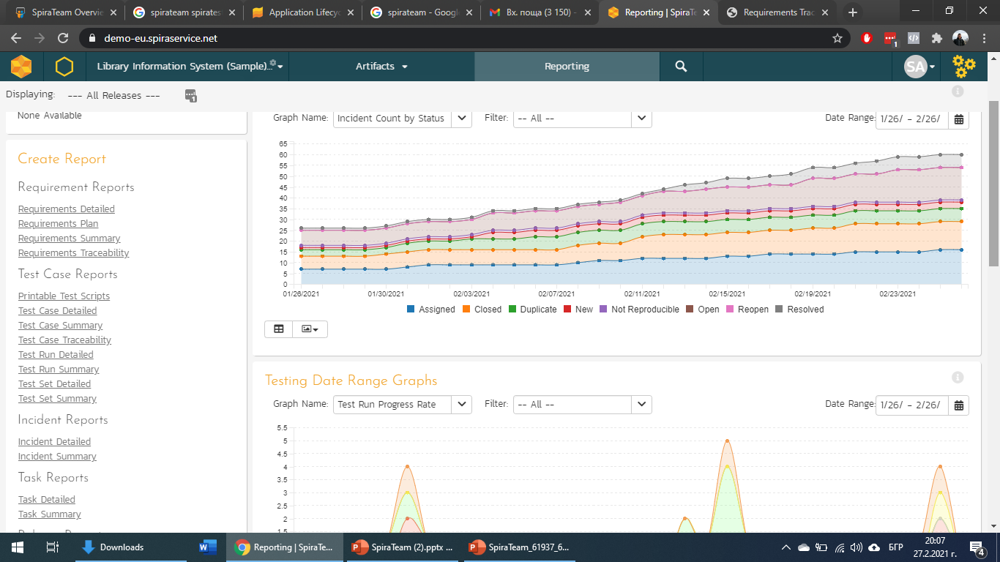 SpiraTeam Overvie
spirateam spirates
Application Lifecyc
spirateam - Google
Вх. поща (3 150) -
Reporting | SpiraTe
Requirements Trac
demo-eu.spiraservice.net
1
Library Information System (Sample)...
Artifacts
Reporting
SA
Displaying:
--- All Releases ---
1
None Available
Create Report
Requirement Reports
Requirements Detailed
Requirements Plan
Requirements Summary
Requirements Traceability
Test Case Reports
Printable Test Scripts
Test Case Detailed
Test Case Summary
Test Case Traceability
Test Run Detailed
Test Run Summary
Test Set Detailed
Test Set Summary
Incident Reports
Incident Detailed
Incident Summary
Task Reports
Task Detailed
Task Summary
Graph Name: Incident Count by Status
Filter: -- All --
Date Range: 1/26/ - 2/26/
65
60
55
50
45
40
35
30
25
20
15
10
5
0
01/26/2021 01/30/2021 02/03/2021 02/07/2021 02/11/2021 02/15/2021 02/19/2021 02/23/2021
Assigned Closed Duplicate New Not Reproducible Open Reopen Resolved
Testing Date Range Graphs
Graph Name: Test Run Progress Rate
Filter: -- All --
Date Range: 1/26/ - 2/26/
5.5
5
4.5
4
3.5
3
2.5
2
1.5
Downloads
Reporting | SpiraTe...
SpiraTeam (2).pptx ...
SpiraTeam_61937_6...
БГР
20:07
27.2.2021 г.
4